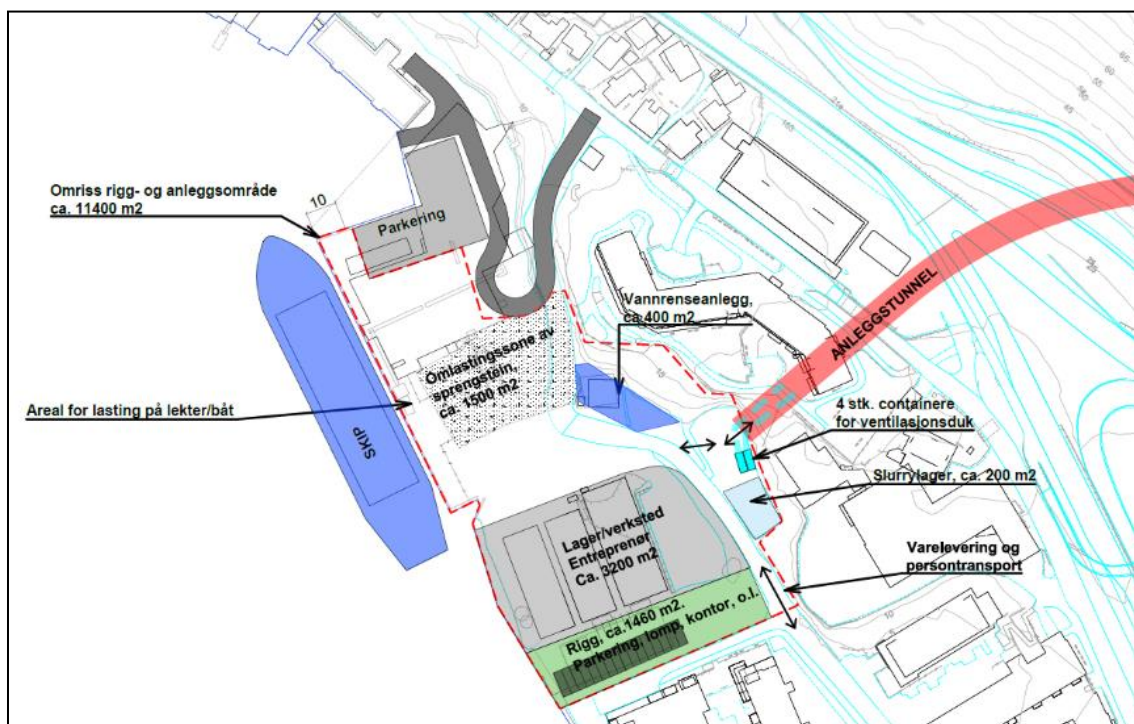 Omriss rigg- og anleggsområde
ca. 11400 m2
10
Parkering
Vannrenseanlegg,
ca 400 m2
ANLEGGSTUNNEL
Omlastingssone av
sprengstein,
ca. 1500 m2
Areal for lasting på lekter/båt
SKIP
4 stk. containere
for ventilasjonsduk
Slurrylager, ca. 200 m2
Lager/verksted
Entreprenør
Ca. 3200 m2
Varelevering og
persontransport
Rigg, ca.1460 m2.
Parkering, lomp, kontor, o.l.
10
10